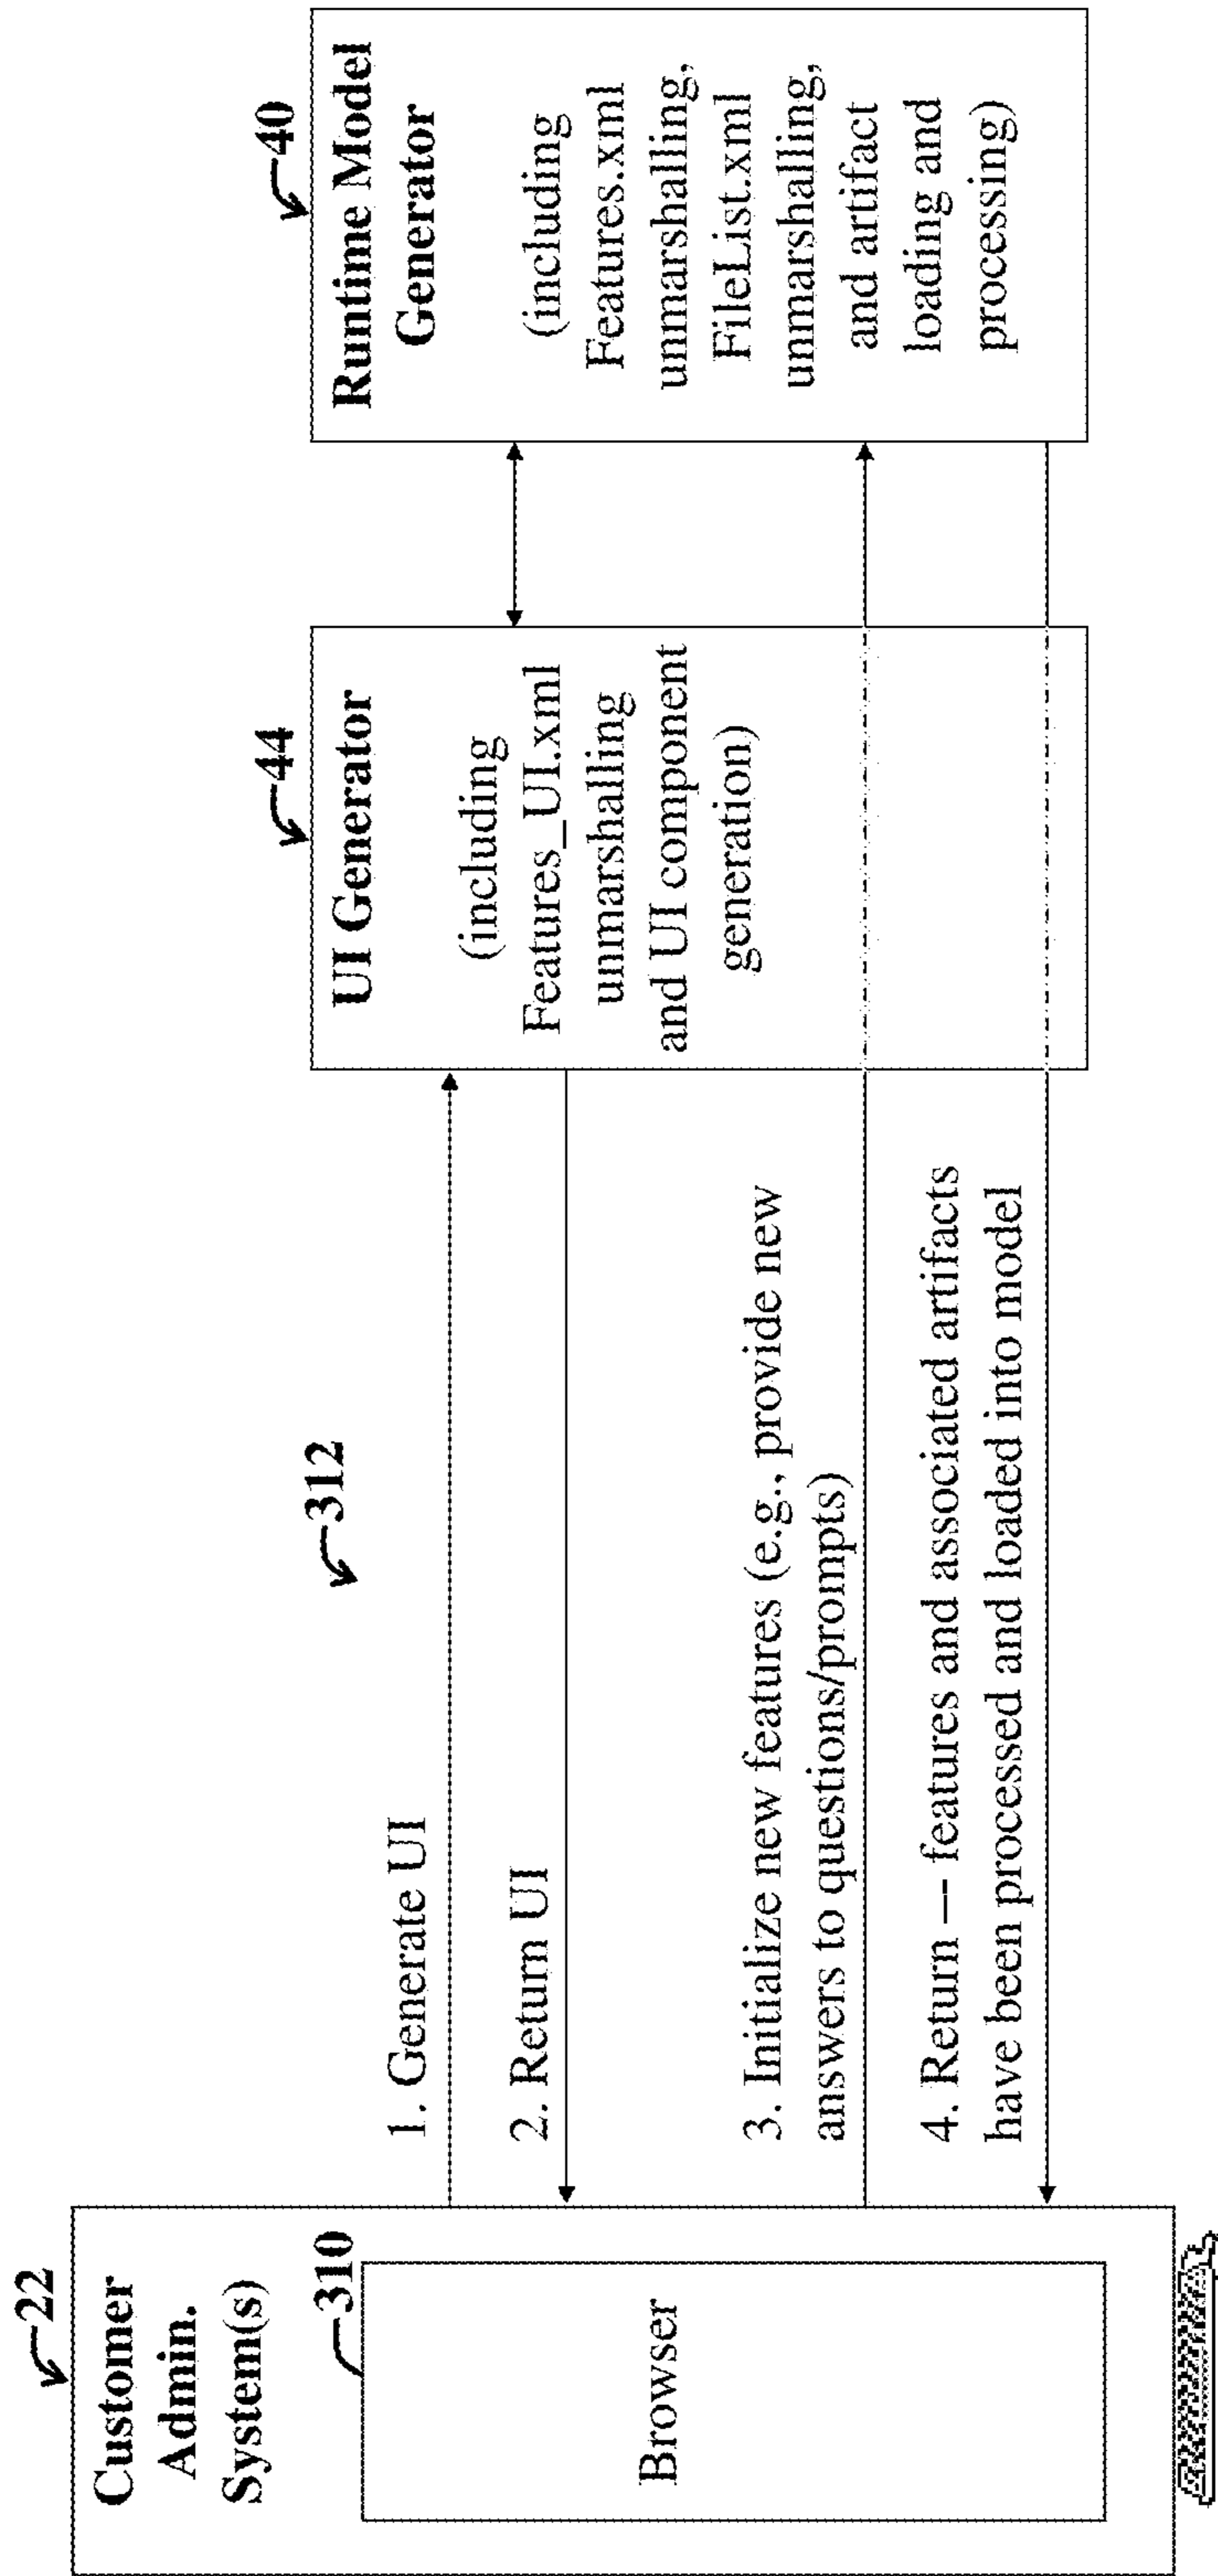 22
Customer
Admin.
System(s)
310
Browser
312
1. Generate UI
2. Return UI
3. Initialize new features (e.g., provide new
answers to questions/prompts)
4. Return -- features and associated artifacts
have been processed and loaded into model
44
UI Generator
(including
Features_UI.xml
unmarshalling
and UI component
generation)
40
Runtime Model
Generator
(including
Features.xml
unmarshalling,
FileList.xml
unmarshalling,
and artifact
loading and
processing)